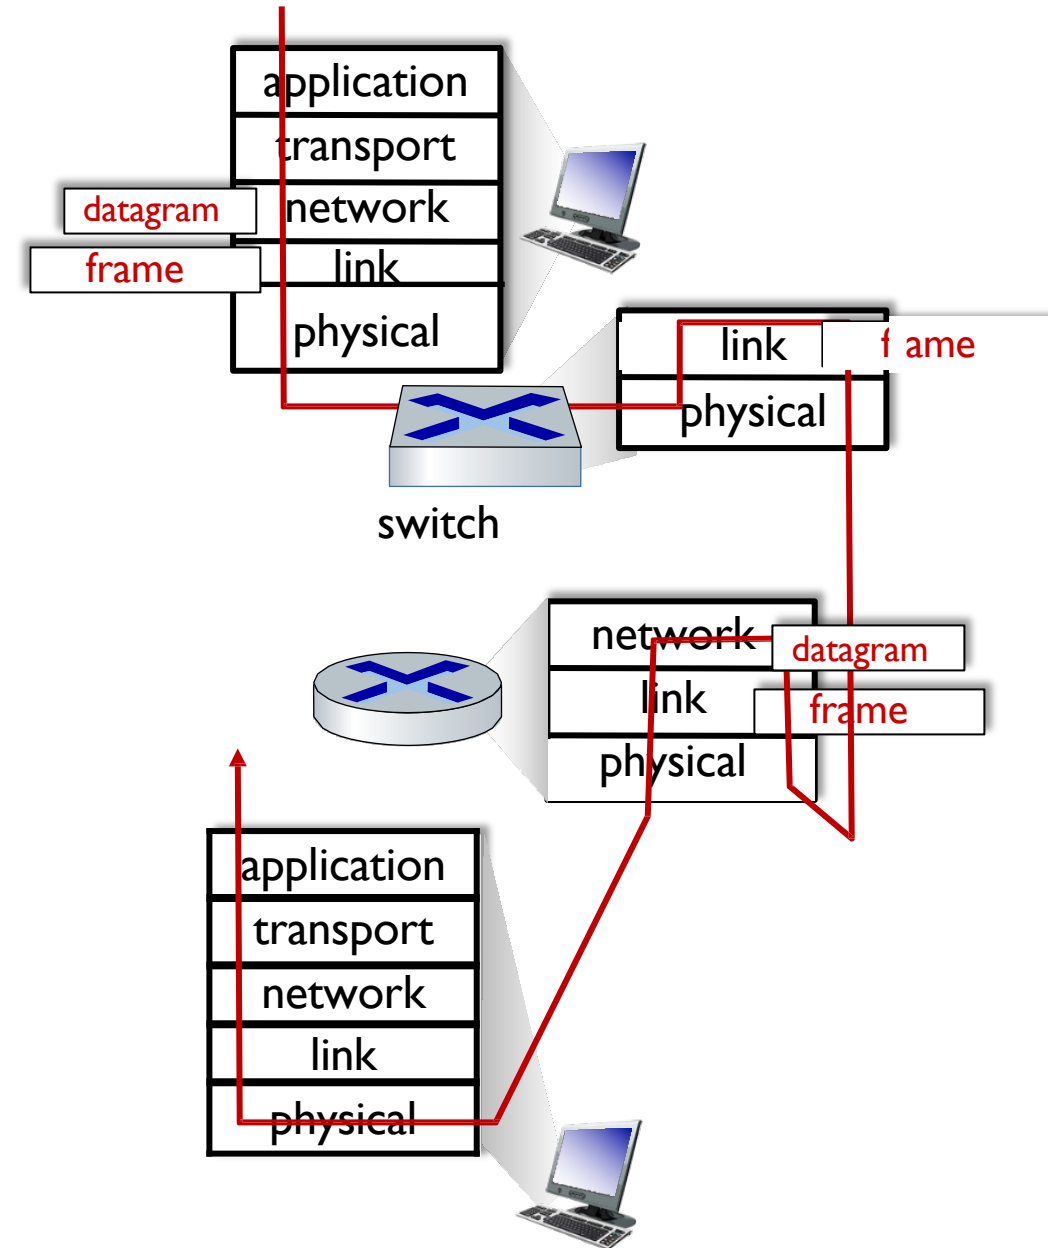 application
transport
datagram network
frame link
physical
link f ame
physical
switch
network datagram
link frame
physical
application
transport
network
link
physical